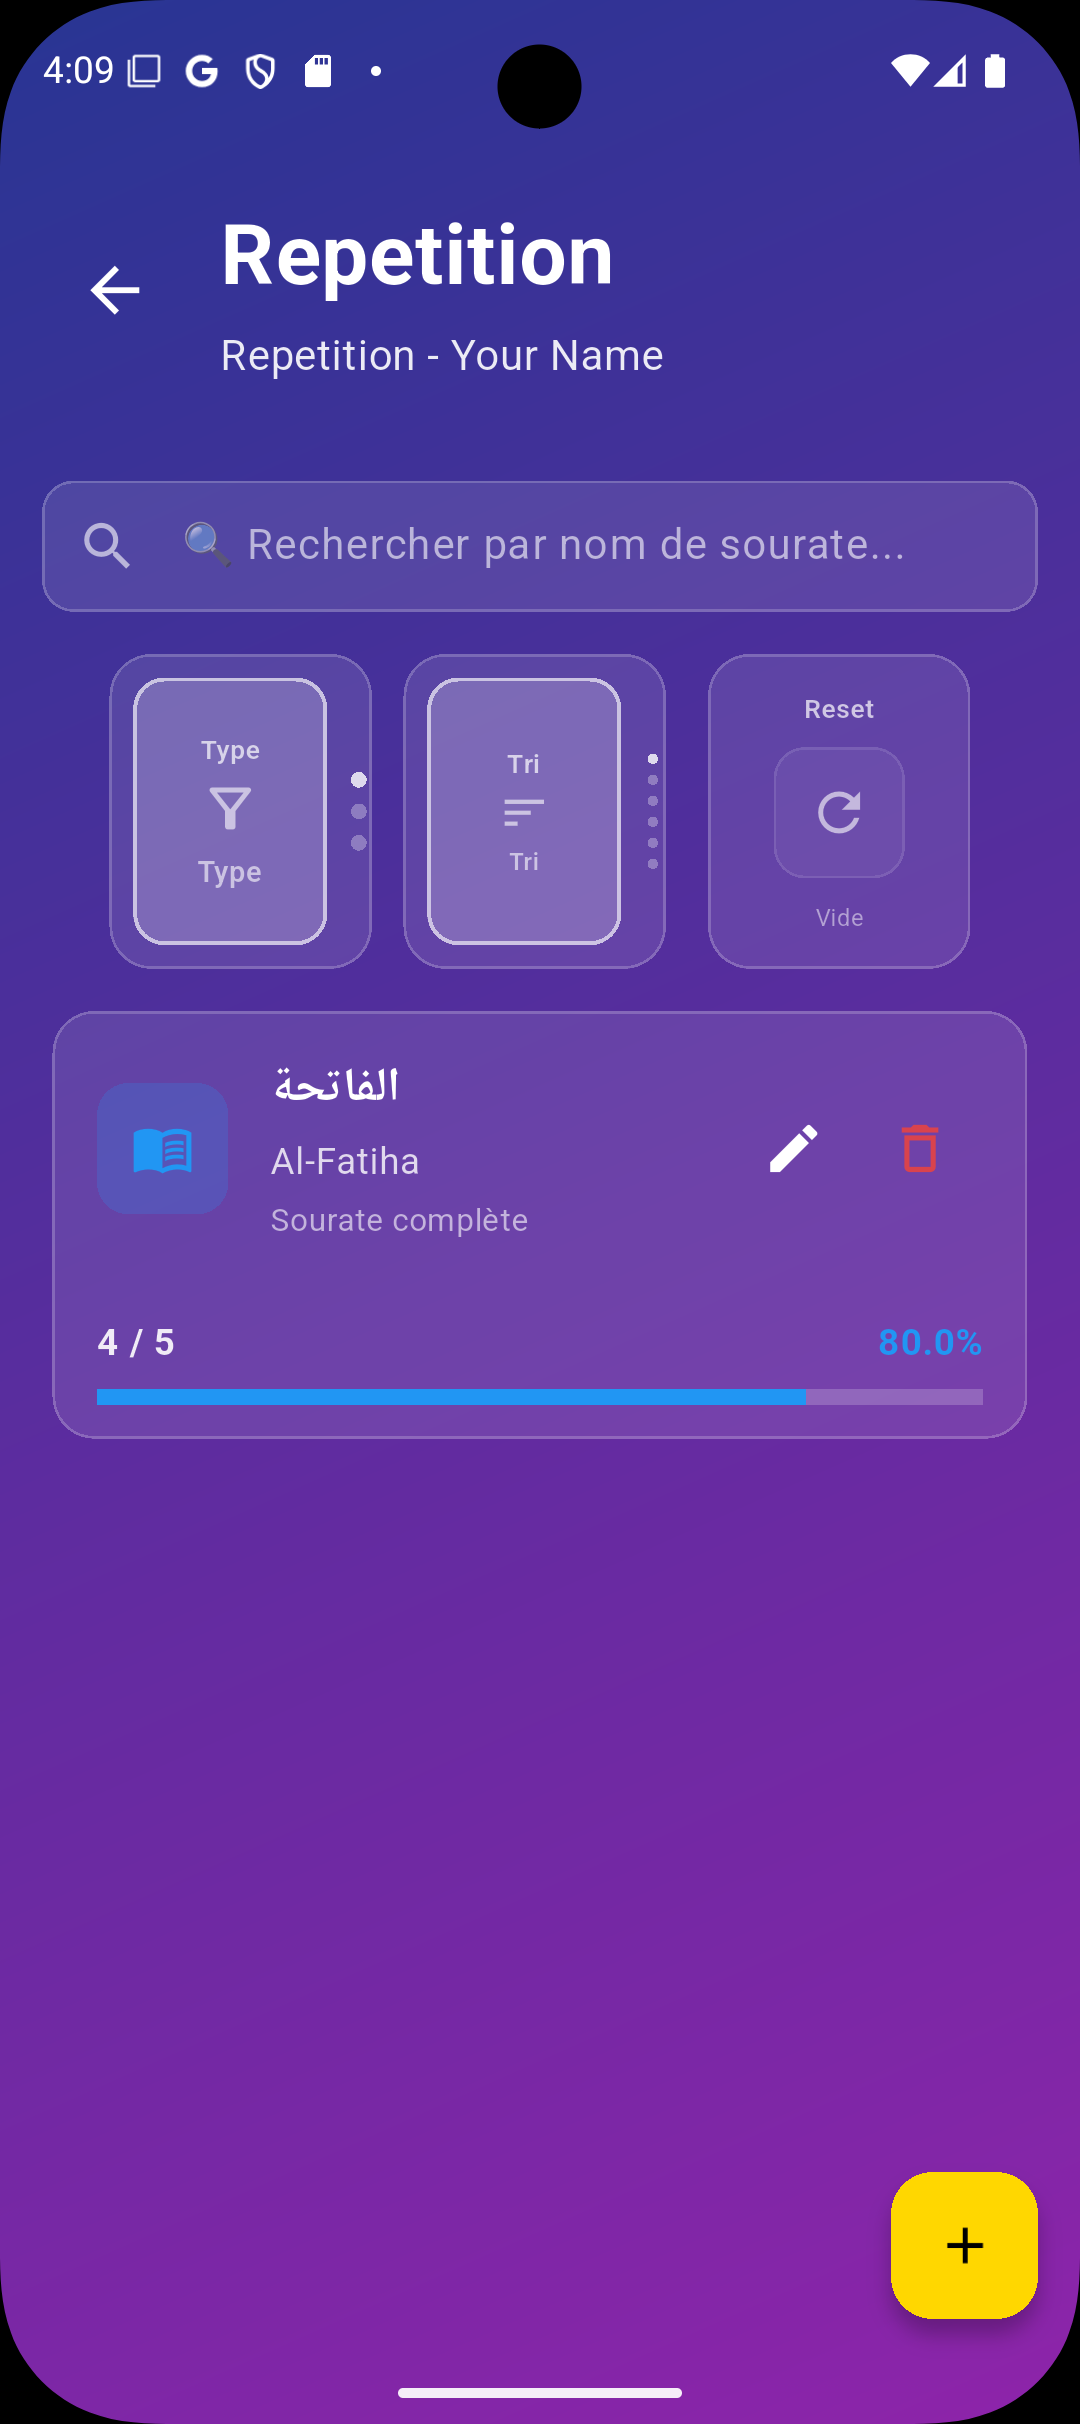 4:09
Repetition
Repetition - Your Name
🔍 Rechercher par nom de sourate...
Type
Type
Tri
Tri
Reset
Vide
الفاتحة
Al-Fatiha
Sourate complète
4 / 5
80.0%